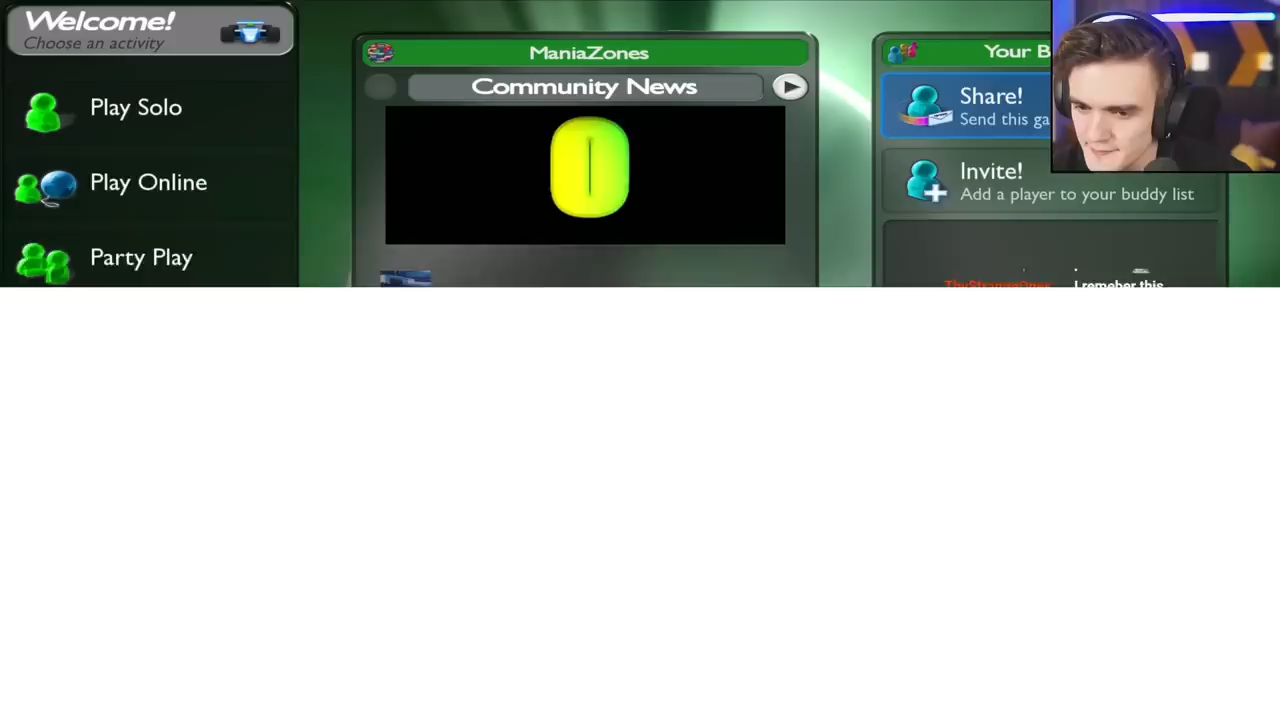 Welcome!
Choose an activity
Play Solo
Play Online
Party Play
ManiaZones
Community News
Your B
Share!
Send this ga
Invite!
Add a player to your buddy list
I remeber this